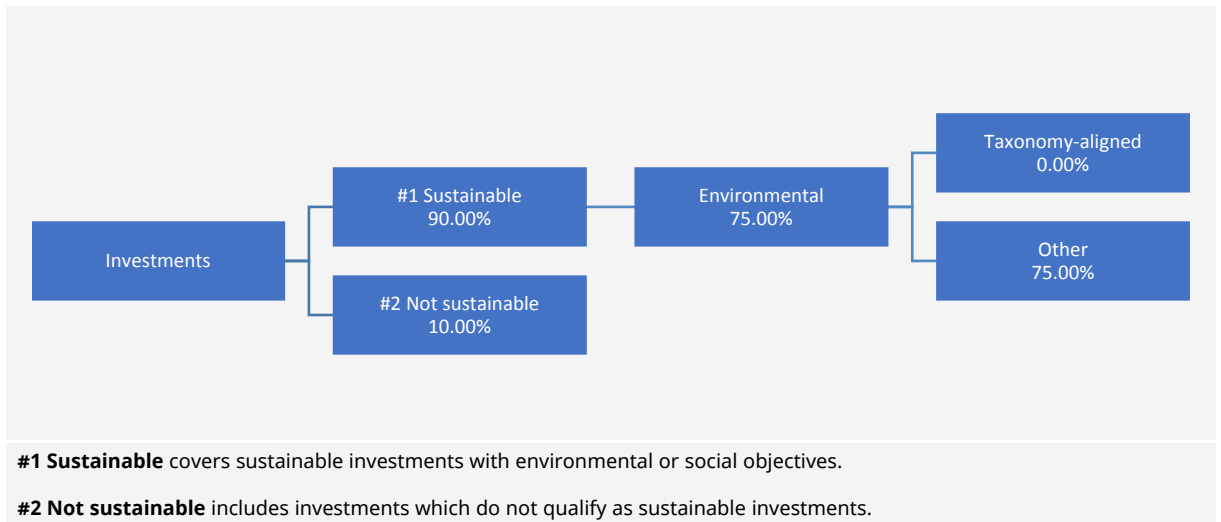 Investments
#1 Sustainable
90.00%
#2 Not sustainable
10.00%
Environmental
75.00%
Taxonomy-aligned
0.00%
Other
75.00%
#1 Sustainable covers sustainable investments with environmental or social objectives.
#2 Not sustainable includes investments which do not qualify as sustainable investments.